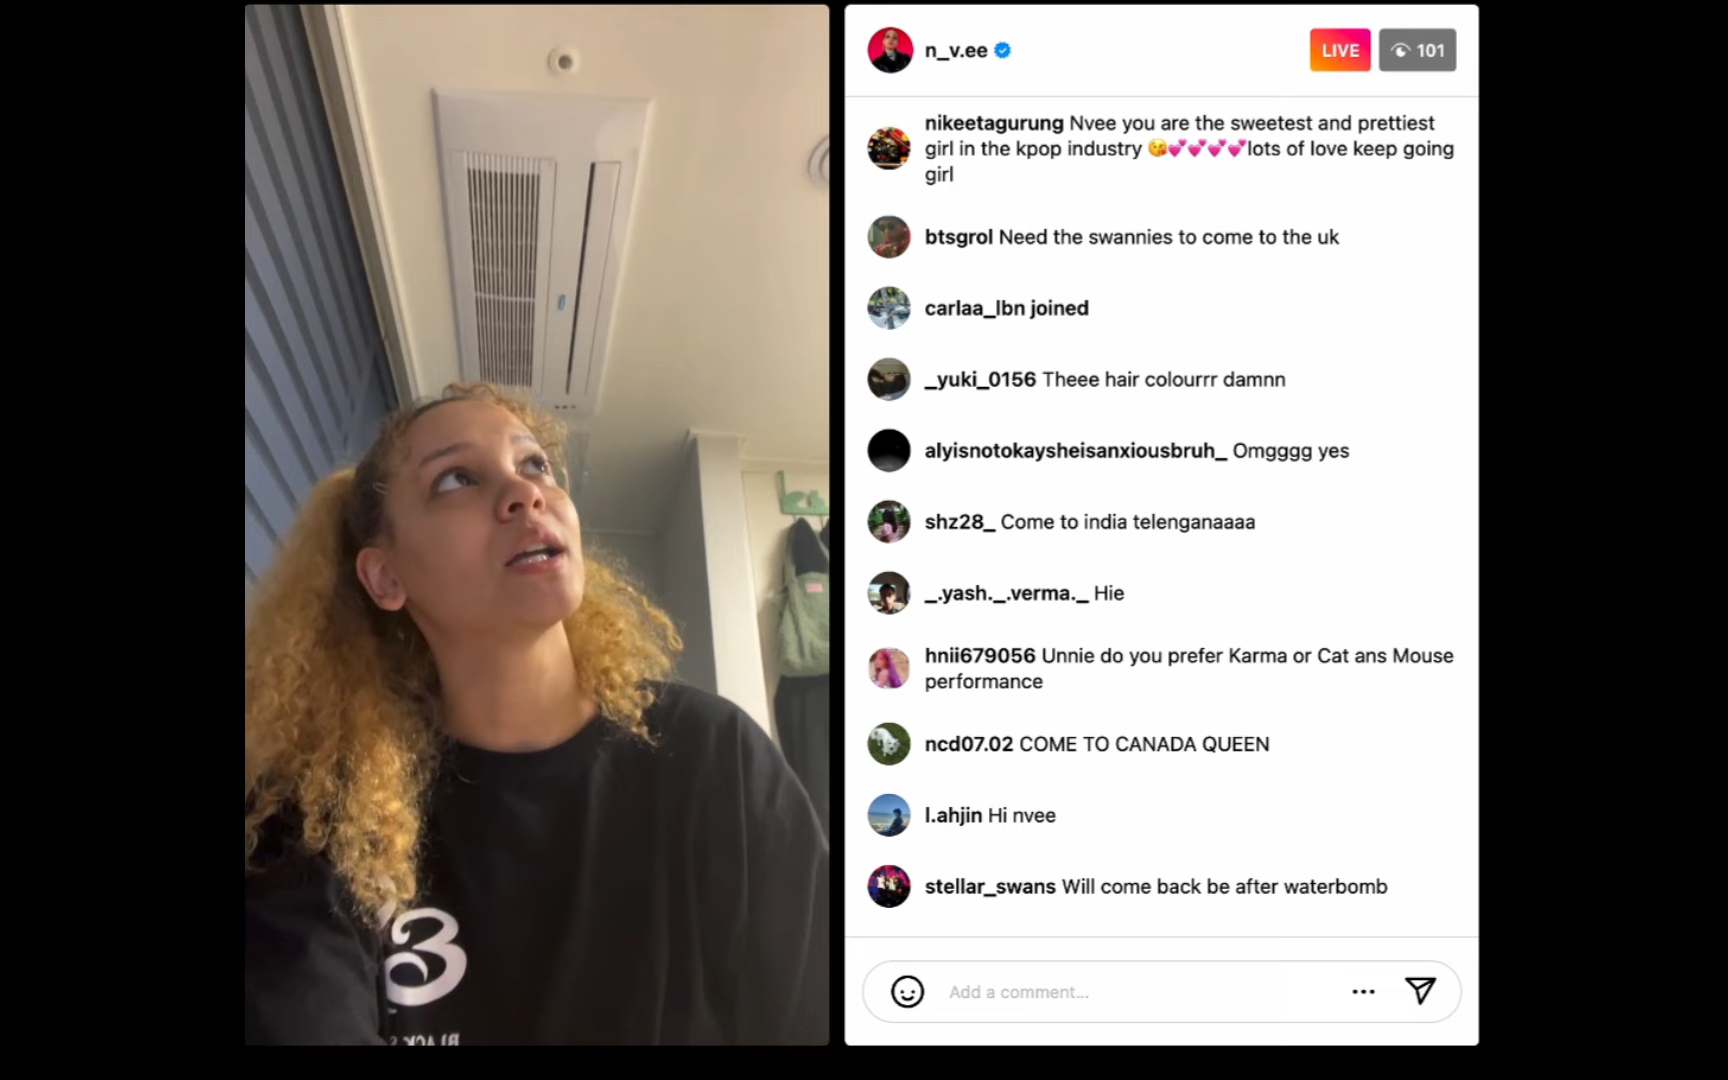 n_v.ee
LIVE
101
nikeetagurung Nvee you are the sweetest and prettiest
girl in the kpop industry 😘💕💕💕💕lots of love keep going
girl
btsgrol Need the swannies to come to the uk
carlaa_lbn joined
_yuki_0156 Theee hair colourrr damnn
alyisnotokaysheisanxiousbruh_ Omgggg yes
shz28_ Come to india telenganaaaa
_.yash._.verma._ Hie
hnii679056 Unnie do you prefer Karma or Cat ans Mouse
performance
ncd07.02 COME TO CANADA QUEEN
l.ahjin Hi nvee
stellar_swans Will come back be after waterbomb
Add a comment...